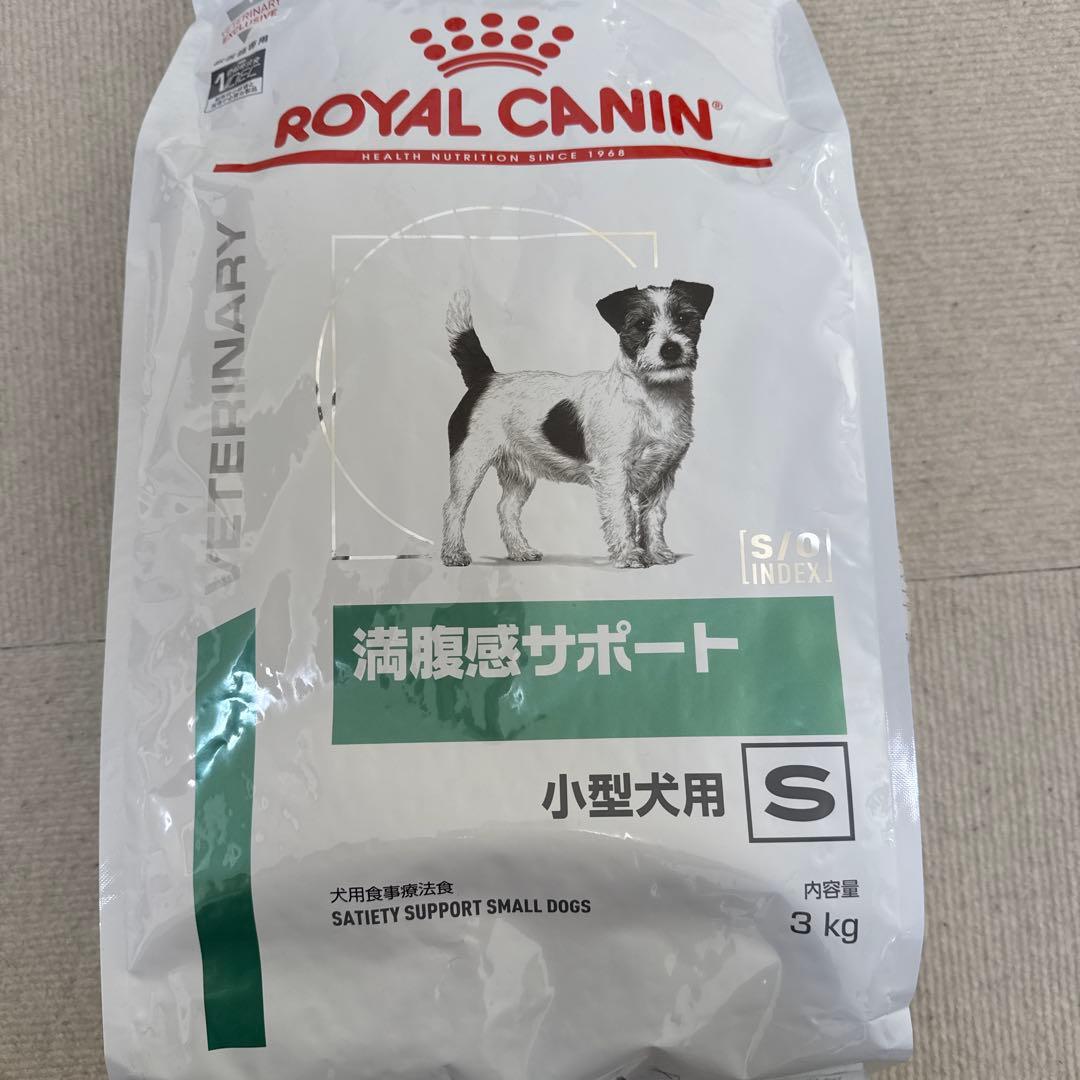 VETERINARY
EXCLUSIVE
ROYAL CANIN®
HEALTH NUTRITION SINCE 1968
VETERINARY
S/O
INDEX
満腹感サポート
小型犬用 S
犬用食事療法食
SATIETY SUPPORT SMALL DOGS
内容量
3 kg